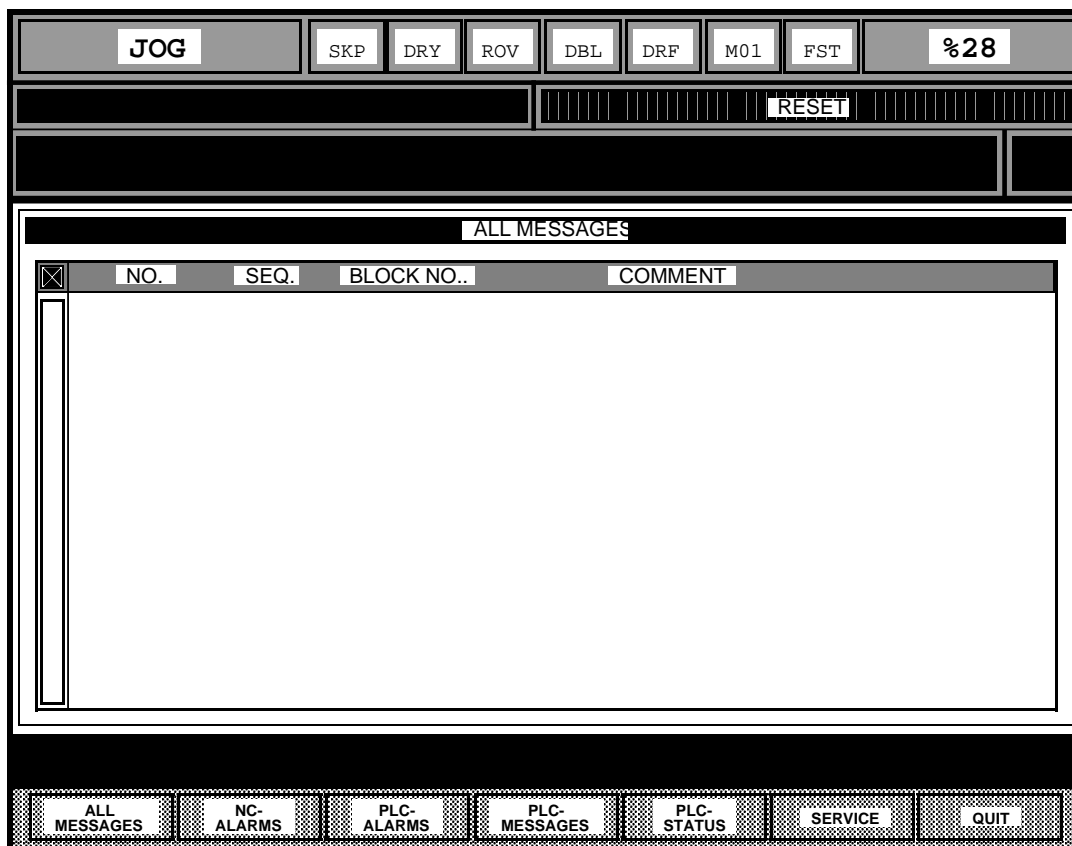 JOG SKP DRY ROV DBL DRF M01 FST %28
RESET
ALL MESSAGES
NO. SEQ. BLOCK NO.. COMMENT
ALL MESSAGES NC-ALARMS PLC-ALARMS PLC-MESSAGES PLC-STATUS SERVICE QUIT